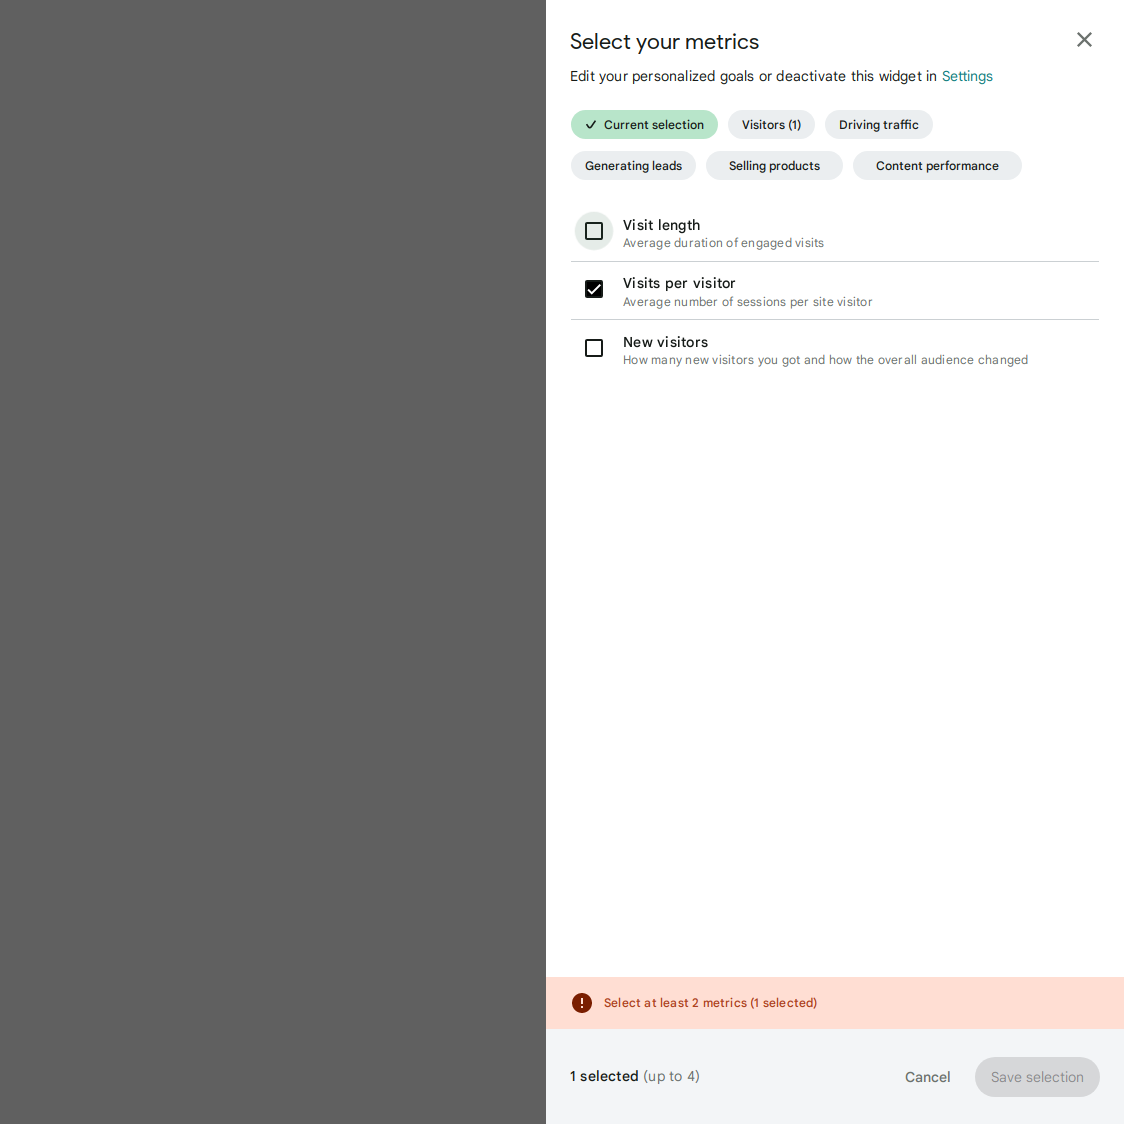 Select your metrics
Edit your personalized goals or deactivate this widget in Settings
Current selection
Visitors (1)
Driving traffic
Generating leads
Selling products
Content performance
Visit length
Average duration of engaged visits
Visits per visitor
Average number of sessions per site visitor
New visitors
How many new visitors you got and how the overall audience changed
Select at least 2 metrics (1 selected)
1 selected (up to 4)
Cancel
Save selection